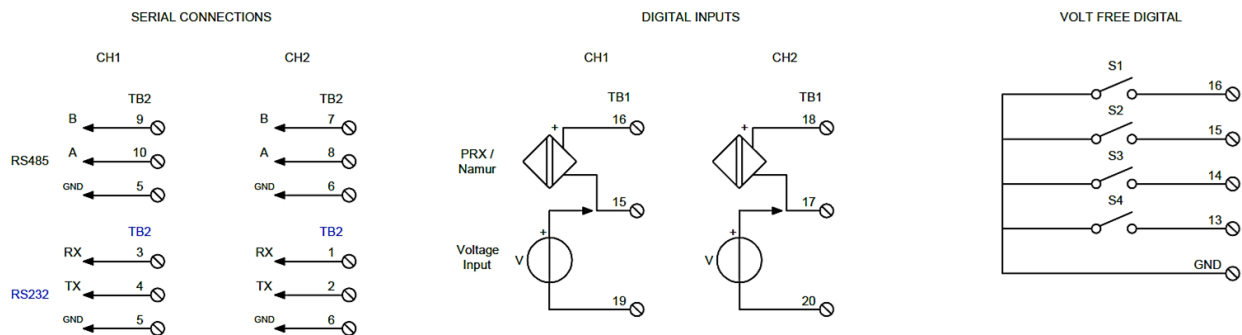 SERIAL CONNECTIONS
CH1 CH2
TB2 TB2
B 9 B 7
RS485 A 10 A 8
GND 5 GND 6
TB2 TB2
RX 3 RX 1
RS232 TX 4 TX 2
GND 5 GND 6
DIGITAL INPUTS
CH1 CH2
TB1 TB1
+ 16 + 18
PRX /
Namur
15 17
+ +
Voltage
Input
V V
19 20
VOLT FREE DIGITAL
S1 16
S2 15
S3 14
S4 13
GND